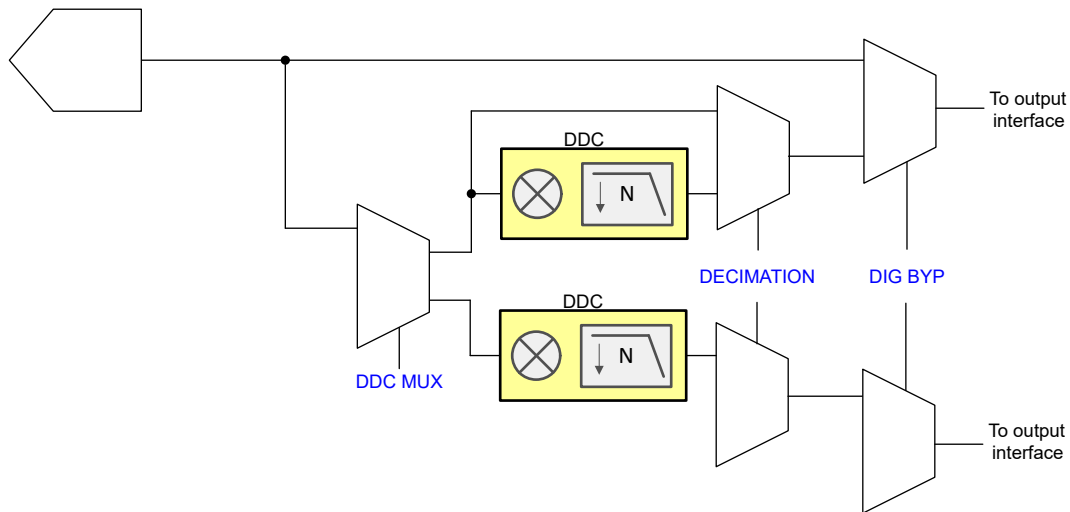 To output
interface
DDC
N
DECIMATION
DIG BYP
DDC
N
DDC MUX
To output
interface